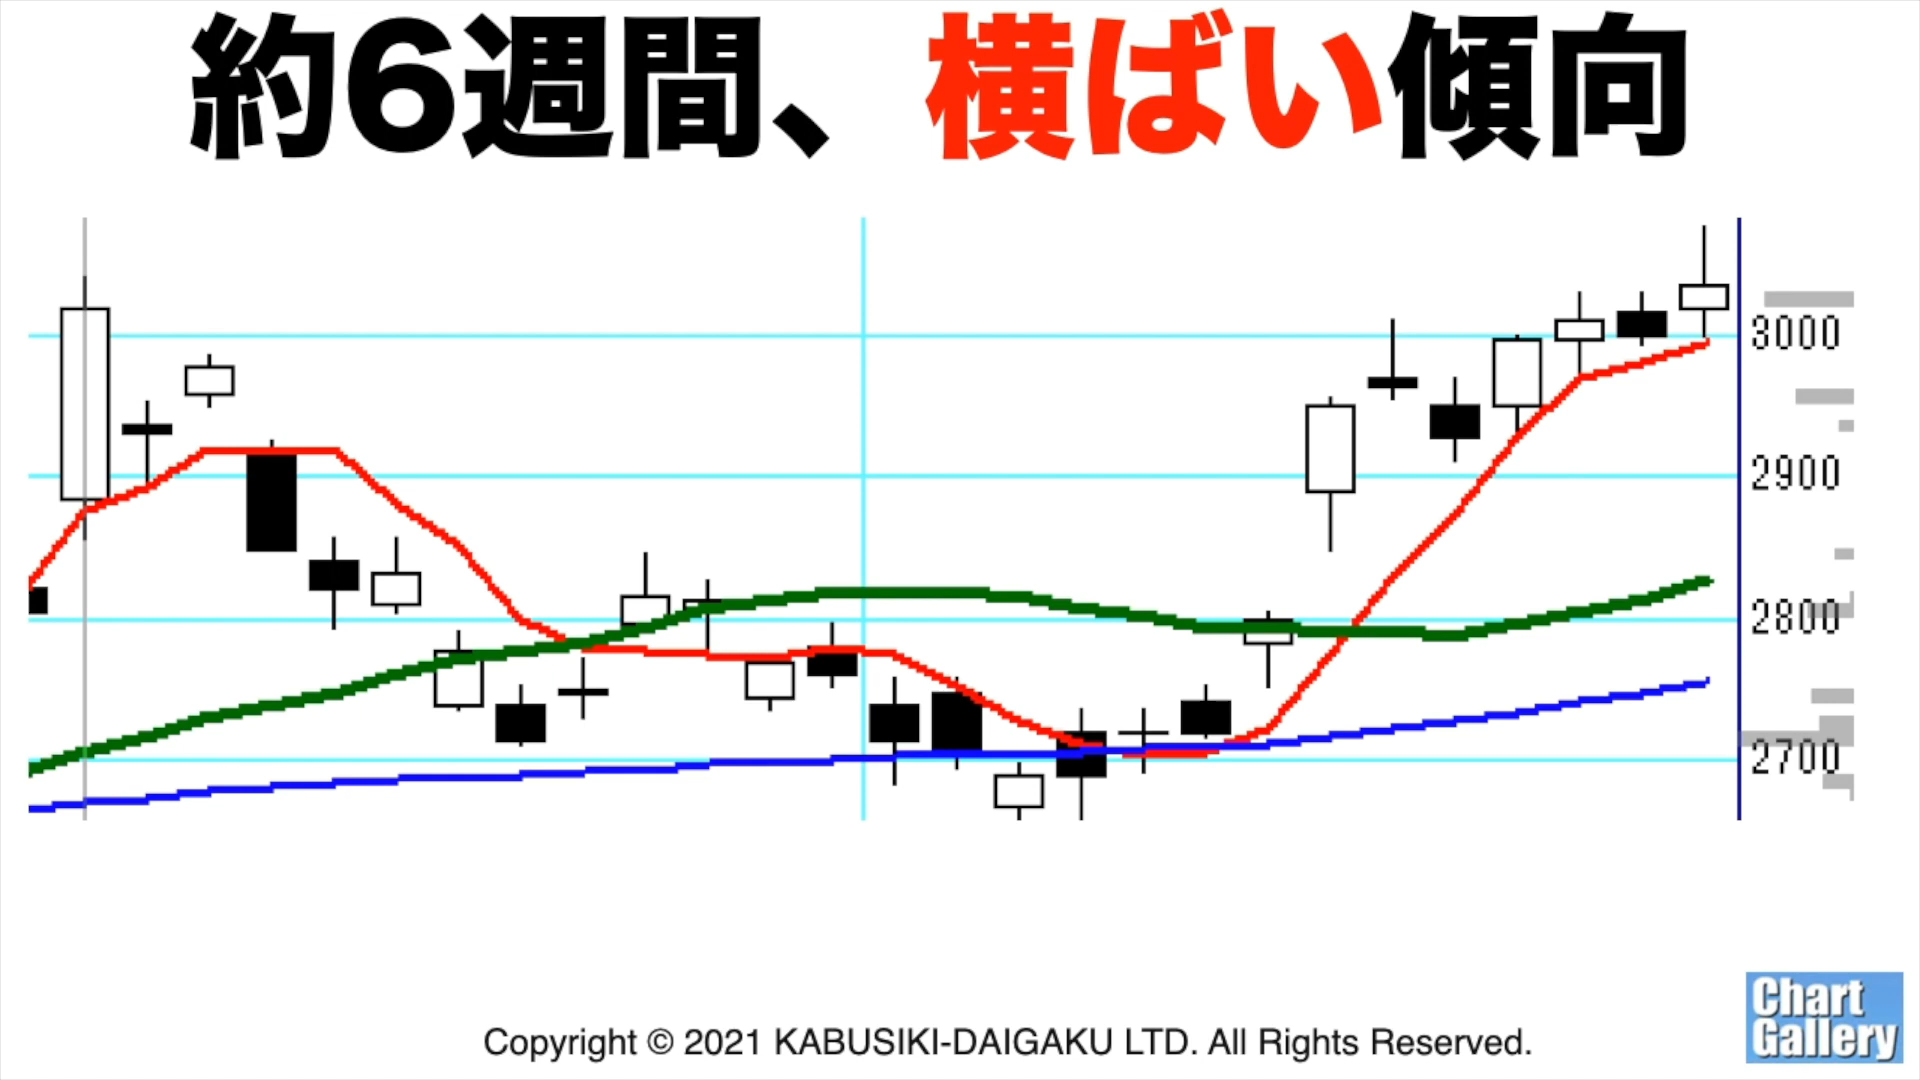 約6週間、横ばい傾向
3000
2900
2800
2700
Chart
Gallery
Copyright © 2021 KABUSIKI-DAIGAKU LTD. All Rights Reserved.